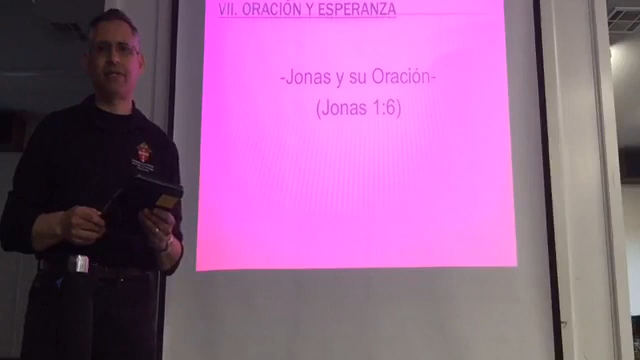 VII. ORACIÓN Y ESPERANZA
-Jonas y su Oración-
(Jonas 1:6)